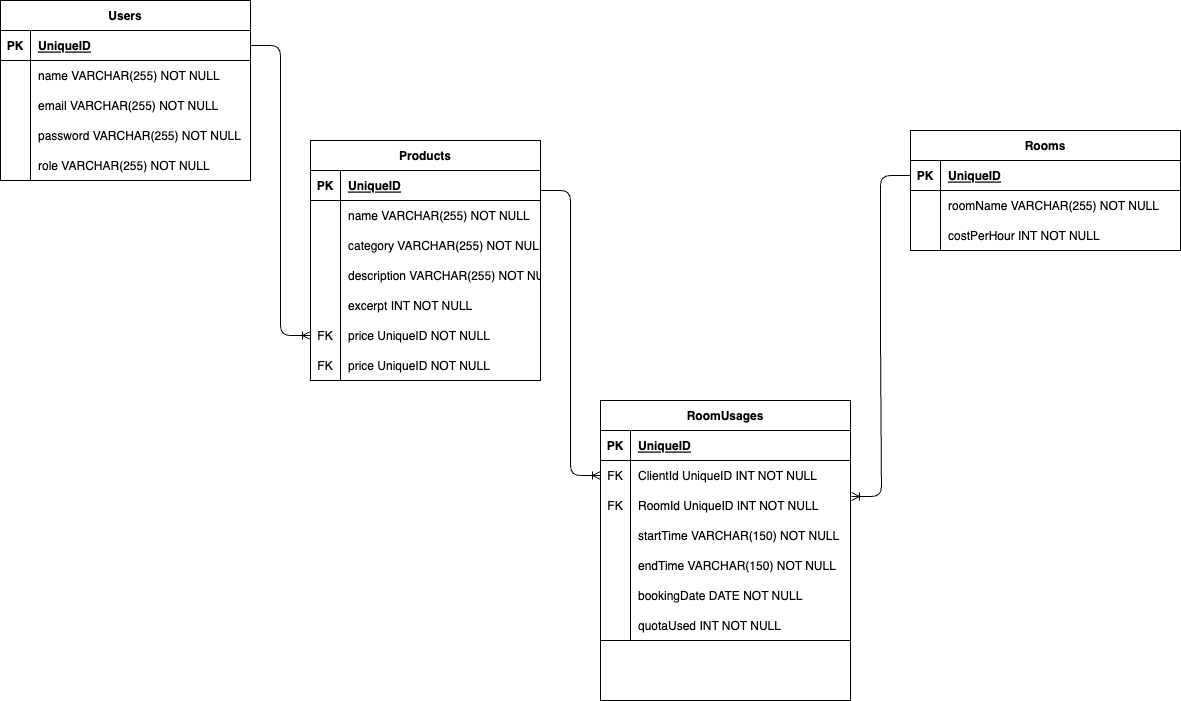 Users
PK UniqueID
name VARCHAR(255) NOT NULL
email VARCHAR(255) NOT NULL
password VARCHAR(255) NOT NULL
role VARCHAR(255) NOT NULL
Products
PK UniqueID
name VARCHAR(255) NOT NULL
category VARCHAR(255) NOT NUL
description VARCHAR(255) NOT NU
excerpt INT NOT NULL
FK price UniqueID NOT NULL
FK price UniqueID NOT NULL
Rooms
PK UniqueID
roomName VARCHAR(255) NOT NULL
costPerHour INT NOT NULL
RoomUsages
PK UniqueID
FK ClientId UniqueID INT NOT NULL
FK RoomId UniqueID INT NOT NULL
startTime VARCHAR(150) NOT NULL
endTime VARCHAR(150) NOT NULL
bookingDate DATE NOT NULL
quotaUsed INT NOT NULL